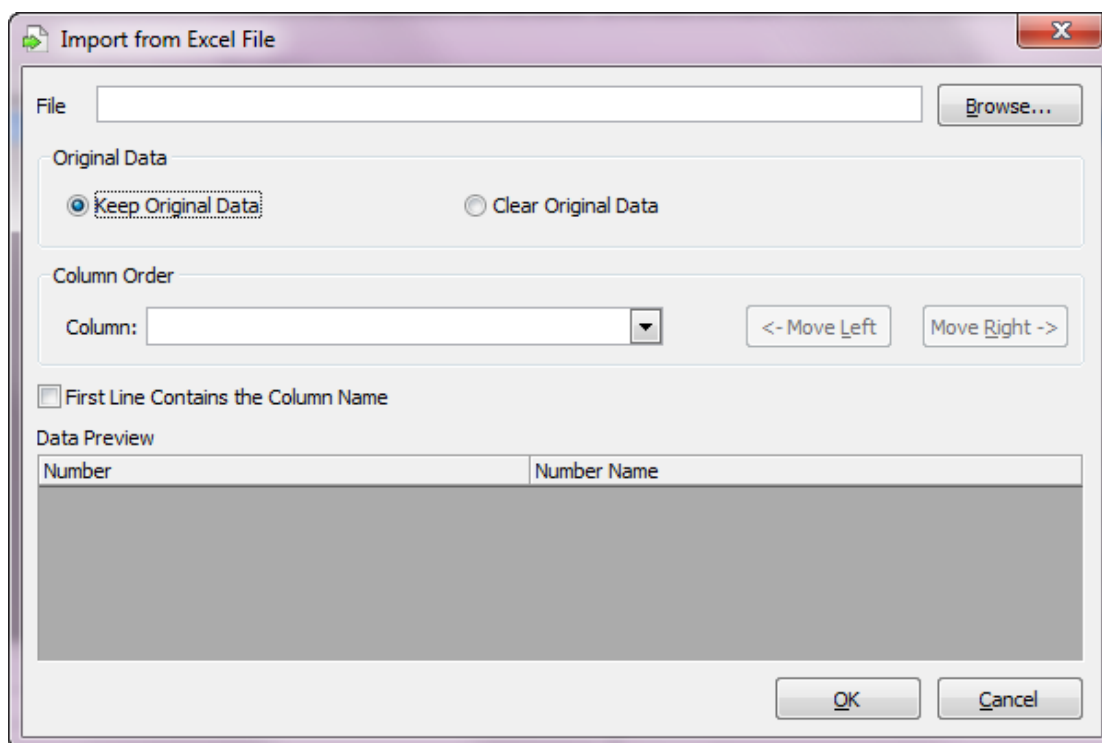 Import from Excel File
File Browse...
Original Data
Keep Original Data Clear Original Data
Column Order
Column: <- Move Left Move Right ->
First Line Contains the Column Name
Data Preview
Number Number Name
OK Cancel